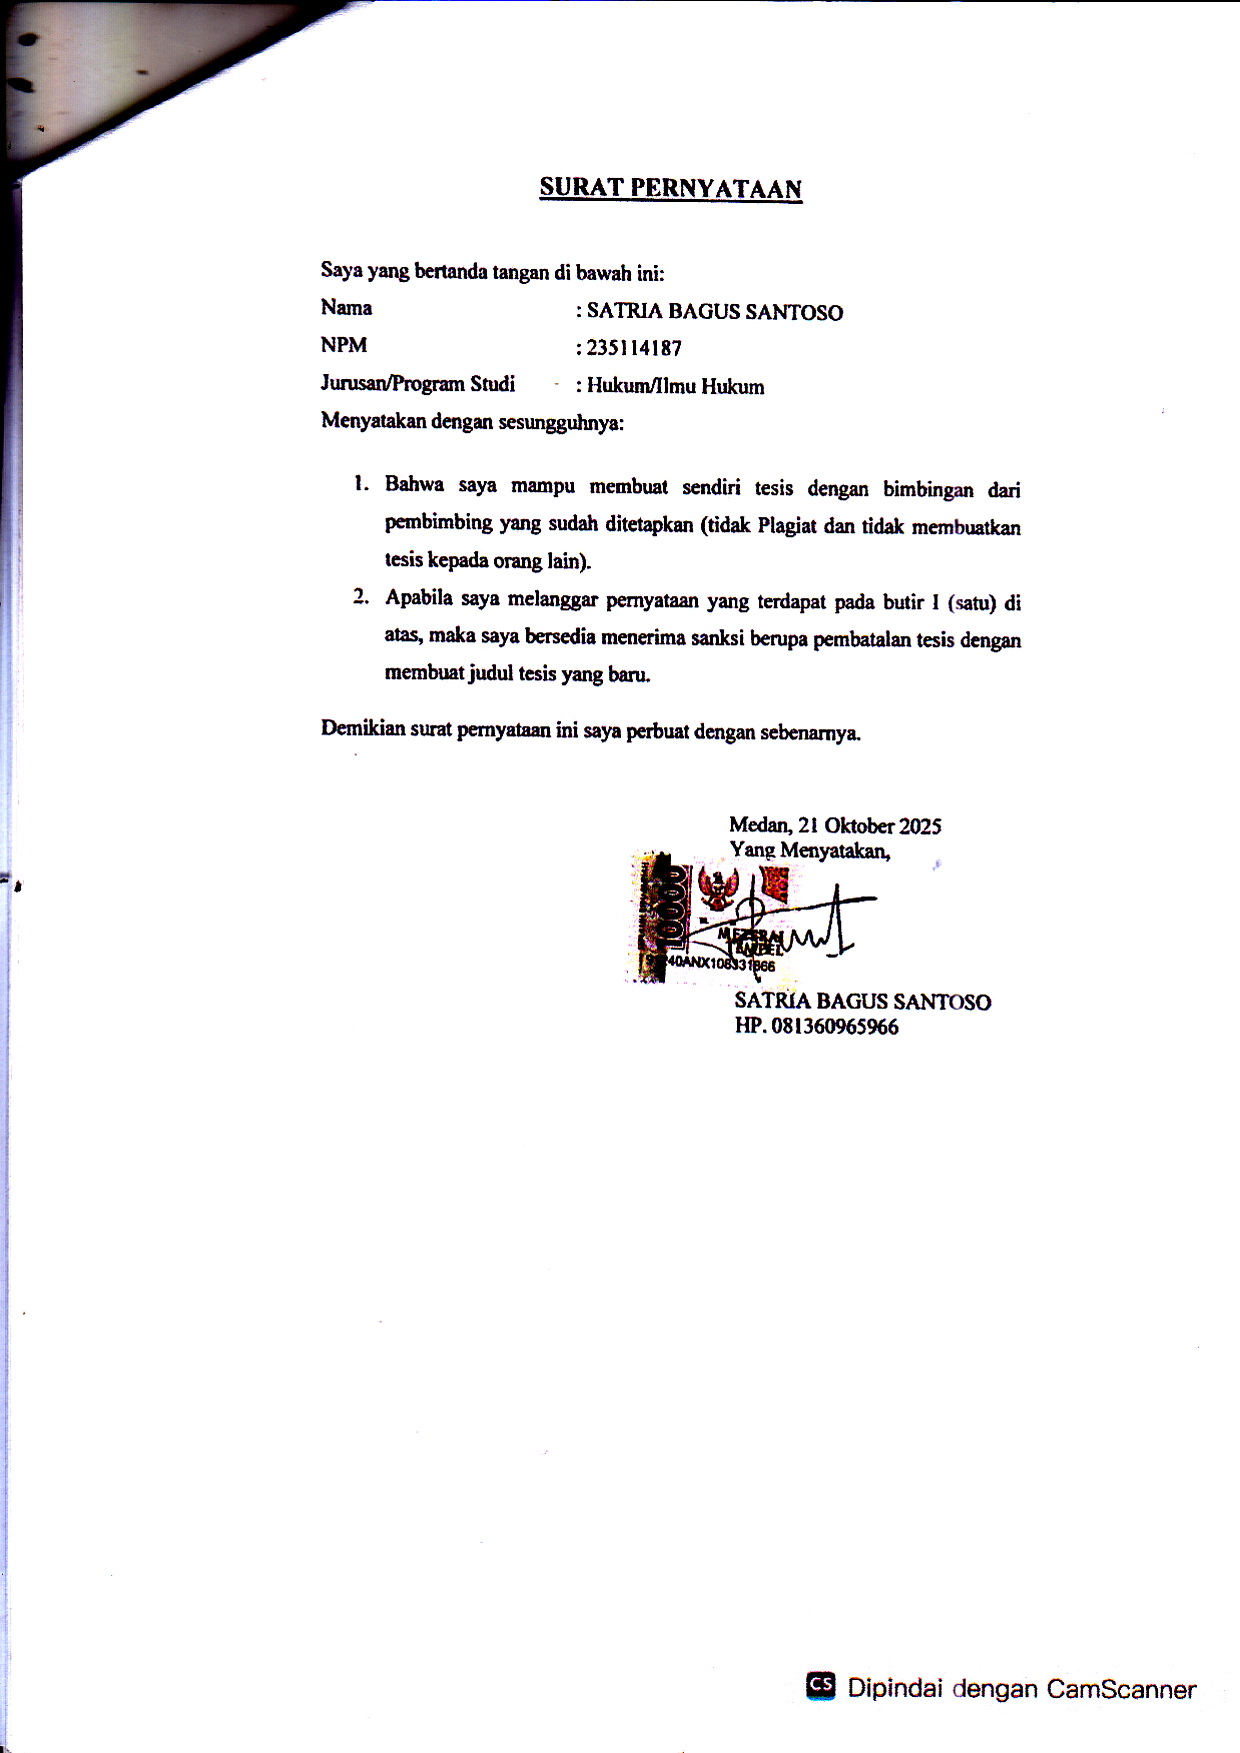 SURAT PERNYATAAN
Saya yang bertanda tangan di bawah ini:
Nama : SATRIA BAGUS SANTOSO
NPM : 235114187
Jurusan/Program Studi : Hukum/Ilmu Hukum
Menyatakan dengan sesungguhnya:
1. Bahwa saya mampu membuat sendiri tesis dengan bimbingan dari
pembimbing yang sudah ditetapkan (tidak Plagiat dan tidak membuatkan
tesis kepada orang lain).
2. Apabila saya melanggar pernyataan yang terdapat pada butir 1 (satu) di
atas, maka saya bersedia menerima sanksi berupa pembatalan tesis dengan
membuat judul tesis yang baru.
Demikian surat pernyataan ini saya perbuat dengan sebenarnya.
Medan, 21 Oktober 2025
Yang Menyatakan,
10000
TEMPEL
SATRIA BAGUS SANTOSO
HP. 081360965966
CS Dipindai dengan CamScanner